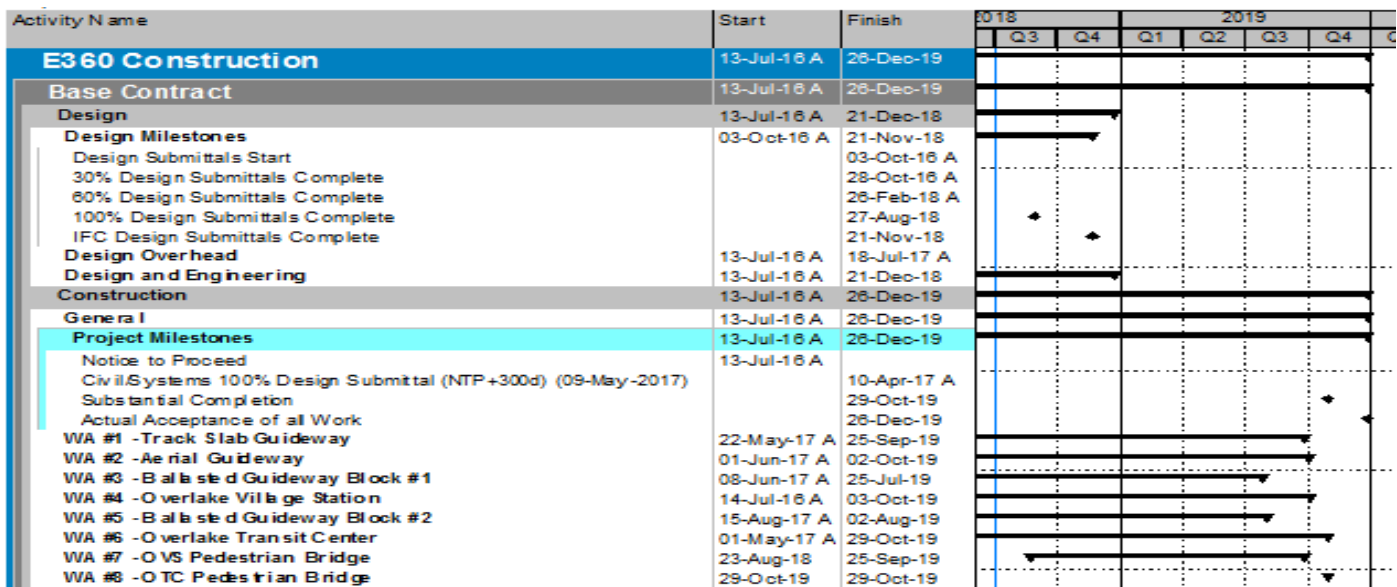 Activity Name Start Finish 2018 2019
Q3 Q4 Q1 Q2 Q3 Q4
E360 Construction 13-Jul-16 A 26-Dec-19
Base Contract 13-Jul-16 A 26-Dec-19
Design 13-Jul-16 A 21-Dec-18
Design Milestones 03-Oct-16 A 21-Nov-18
Design Submittals Start 03-Oct-16 A
30% Design Submittals Complete 28-Oct-16 A
60% Design Submittals Complete 26-Feb-18 A
100% Design Submittals Complete 27-Aug-18
IFC Design Submittals Complete 21-Nov-18
Design Overhead 13-Jul-16 A 18-Jul-17 A
Design and Engineering 13-Jul-16 A 21-Dec-18
Construction 13-Jul-16 A 26-Dec-19
General 13-Jul-16 A 26-Dec-19
Project Milestones 13-Jul-16 A 26-Dec-19
Notice to Proceed 13-Jul-16 A
Civil/Systems 100% Design Submittal (NTP+300d) (09-May-2017) 10-Apr-17 A
Substantial Completion 29-Oct-19
Actual Acceptance of all Work 26-Dec-19
WA #1 -Track Slab Guideway 22-May-17 A 25-Sep-19
WA #2 -Aerial Guideway 01-Jun-17 A 02-Oct-19
WA #3 -Ballasted Guideway Block #1 08-Jun-17 A 25-Jul-19
WA #4 -Overlake Village Station 14-Jul-16 A 03-Oct-19
WA #5 -Ballasted Guideway Block #2 15-Aug-17 A 02-Aug-19
WA #6 -Overlake Transit Center 01-May-17 A 29-Oct-19
WA #7 -OVS Pedestrian Bridge 23-Aug-18 25-Sep-19
WA #8 -OTC Pedestrian Bridge 29-Oct-19 29-Oct-19